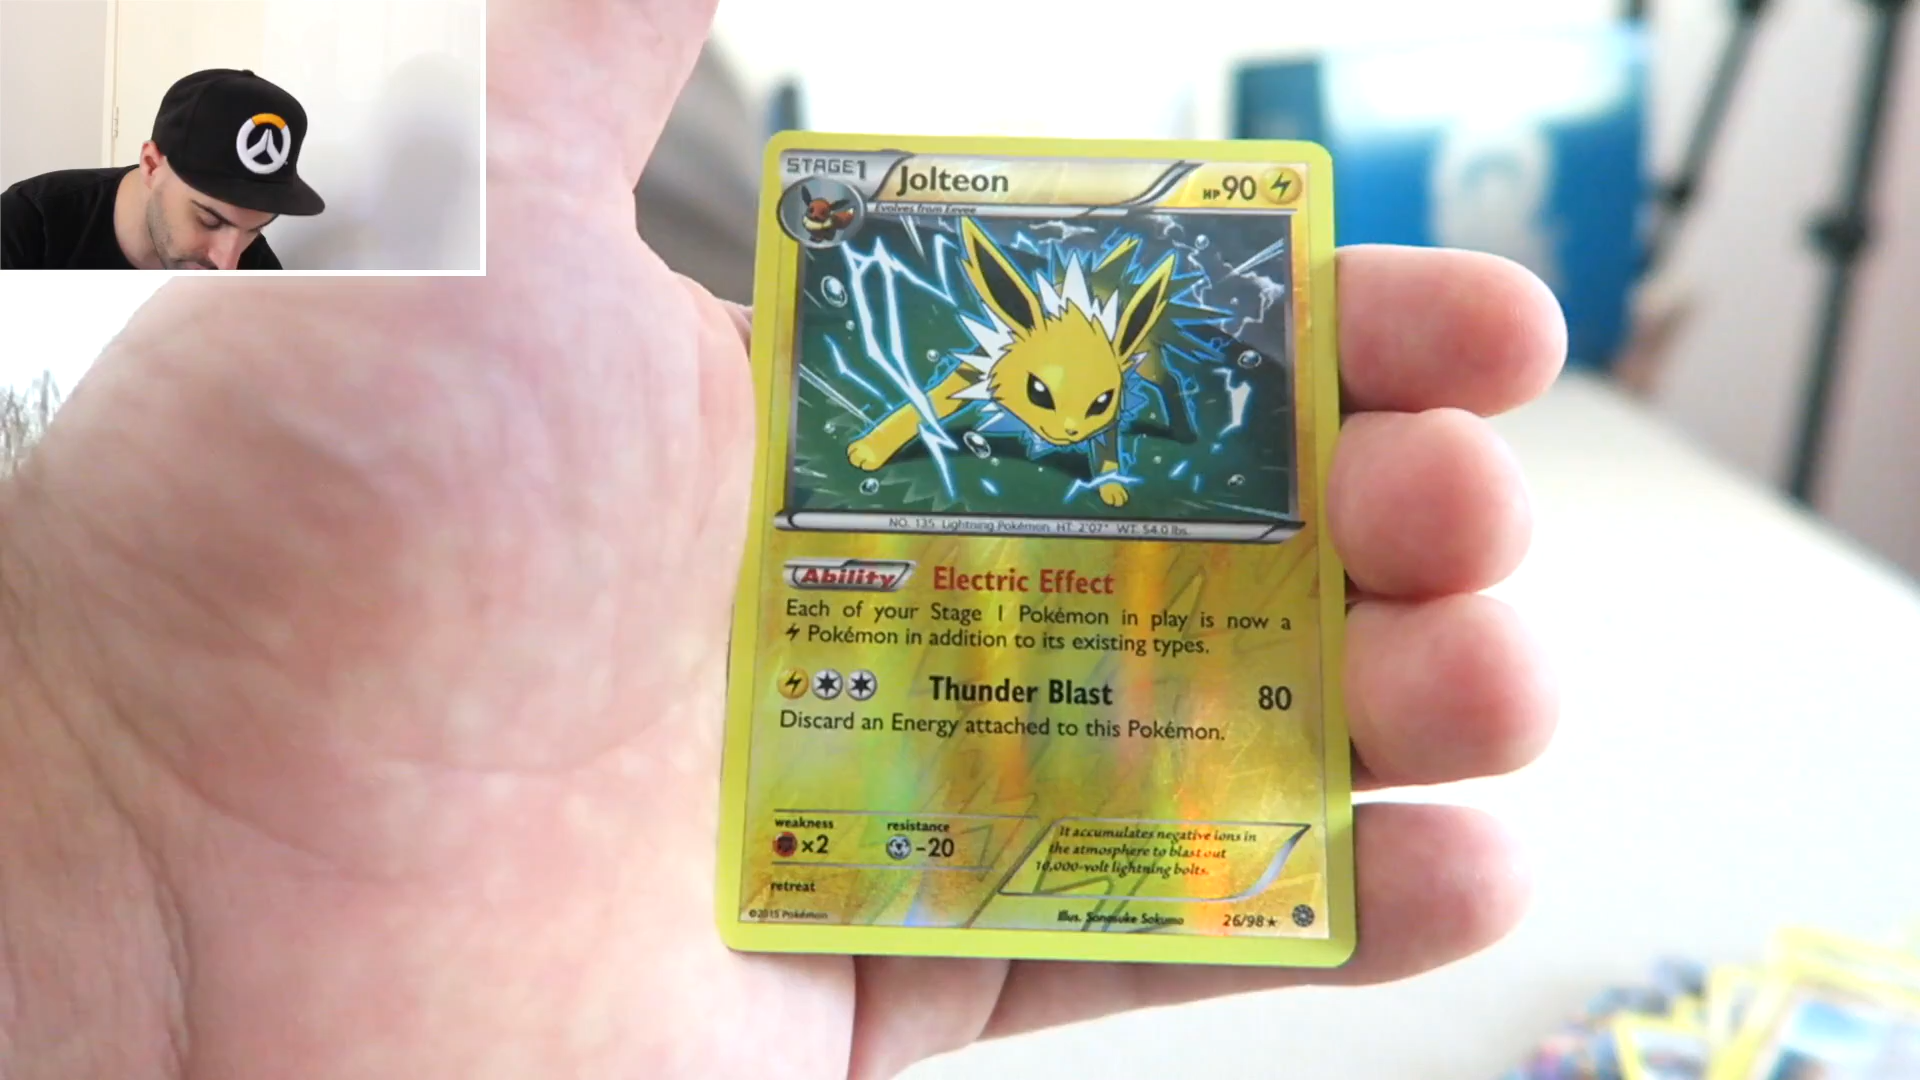 STAGE1
Jolteon
HP90
Evolves from Eevee
NO. 135 Lightning Pokémon HT: 2'07" WT: 54.0 lbs.
Ability Electric Effect
Each of your Stage 1 Pokémon in play is now a
Pokémon in addition to its existing types.
Thunder Blast 80
Discard an Energy attached to this Pokémon.
weakness
×2
resistance
-20
retreat
It accumulates negative ions in
the atmosphere to blast out
10,000-volt lightning bolts.
©2015 Pokémon
Illus. Sanosuke Sakuma
26/98